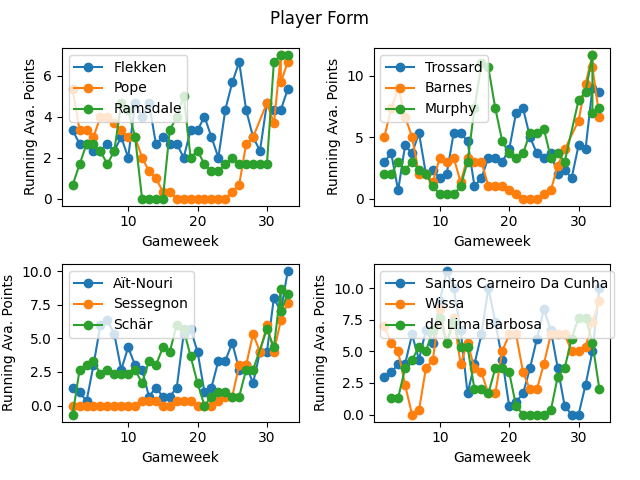 Player Form
Running Ava. Points
6
4
2
0
Flekken
Pope
Ramsdale
10
20
30
Gameweek
Running Ava. Points
10
5
0
Trossard
Barnes
Murphy
10
20
30
Gameweek
Running Ava. Points
10.0
7.5
5.0
2.5
0.0
Aït-Nouri
Sessegnon
Schär
10
20
30
Gameweek
Running Ava. Points
10.0
7.5
5.0
2.5
0.0
Santos Carneiro Da Cunha
Wissa
de Lima Barbosa
10
20
30
Gameweek